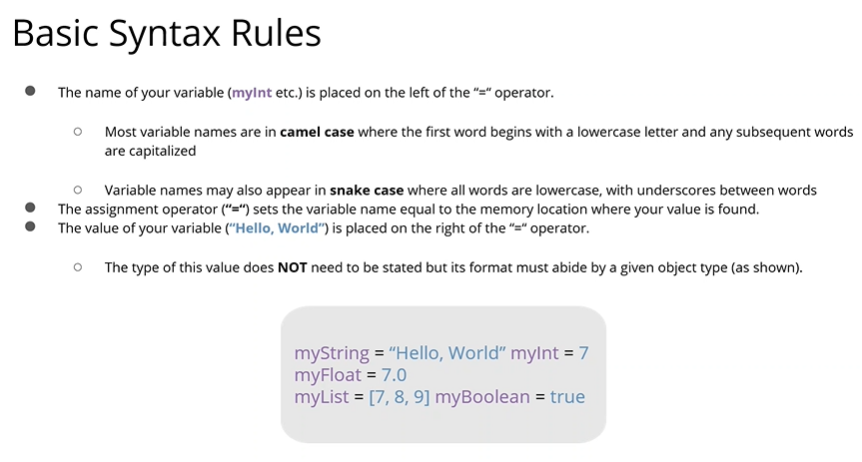 Basic Syntax Rules
● The name of your variable (myInt etc.) is placed on the left of the “=” operator.
○ Most variable names are in camel case where the first word begins with a lowercase letter and any subsequent words
are capitalized
○ Variable names may also appear in snake case where all words are lowercase, with underscores between words
● The assignment operator (“=“) sets the variable name equal to the memory location where your value is found.
● The value of your variable (“Hello, World”) is placed on the right of the “=“ operator.
○ The type of this value does NOT need to be stated but its format must abide by a given object type (as shown).
myString = “Hello, World” myInt = 7
myFloat = 7.0
myList = [7, 8, 9] myBoolean = true